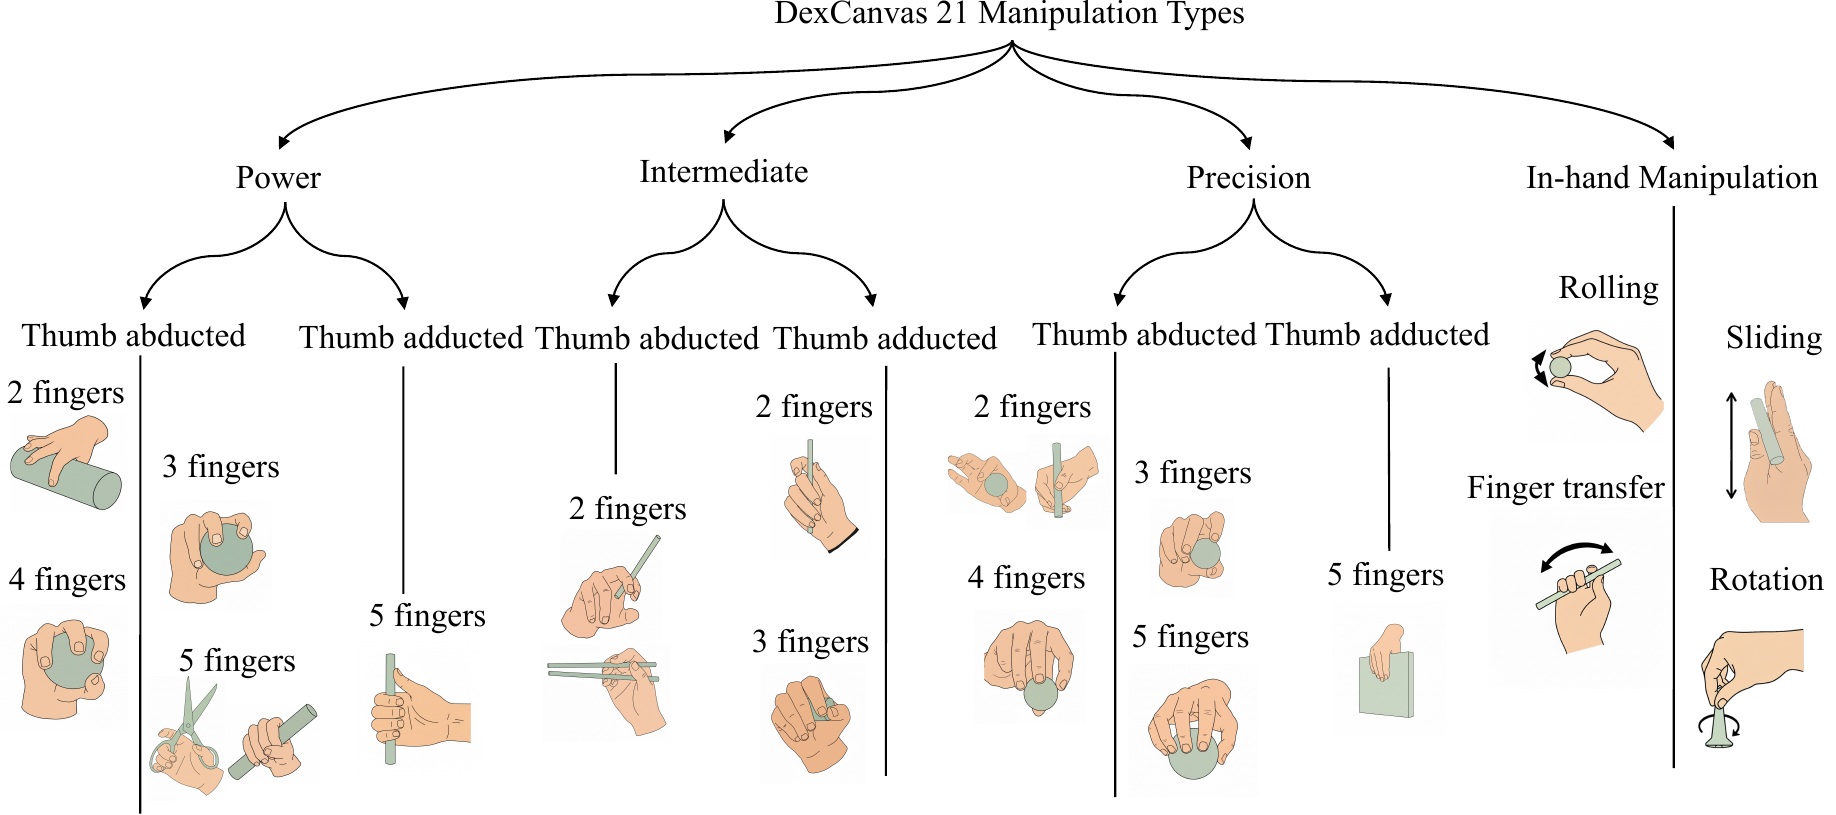 DexCanvas 21 Manipulation Types
Power
Intermediate
Precision
In-hand Manipulation
Thumb abducted
Thumb adducted
Thumb abducted
Thumb adducted
Thumb abducted
Thumb adducted
2 fingers
3 fingers
4 fingers
5 fingers
5 fingers
2 fingers
2 fingers
3 fingers
2 fingers
3 fingers
4 fingers
5 fingers
5 fingers
Rolling
Sliding
Finger transfer
Rotation